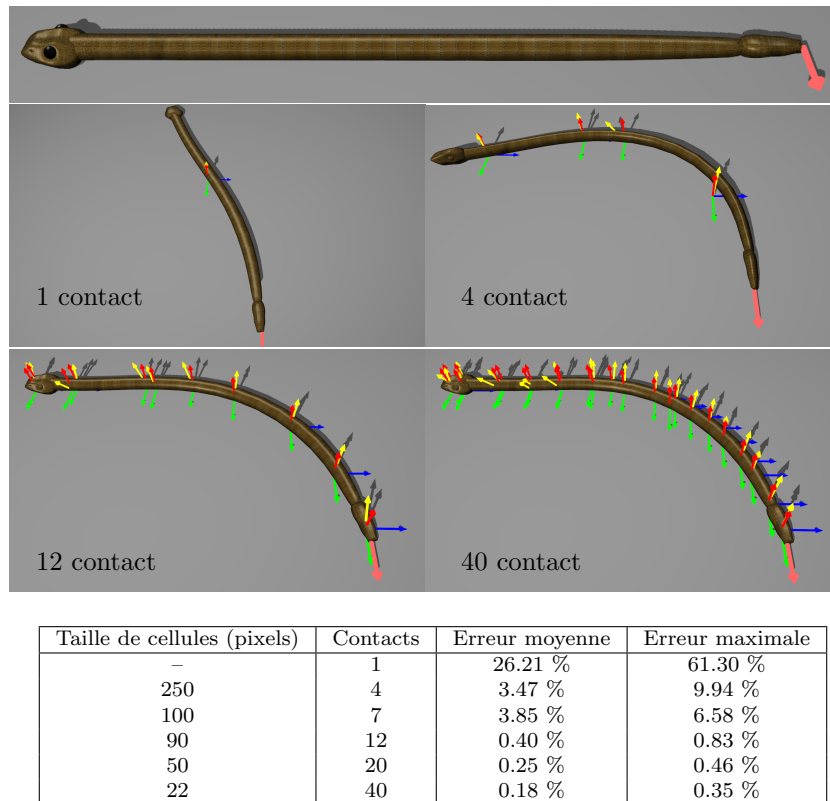 1 contact
4 contact
12 contact
40 contact
Taille de cellules (pixels) Contacts Erreur moyenne Erreur maximale
– 1 26.21 % 61.30 %
250 4 3.47 % 9.94 %
100 7 3.85 % 6.58 %
90 12 0.40 % 0.83 %
50 20 0.25 % 0.46 %
22 40 0.18 % 0.35 %